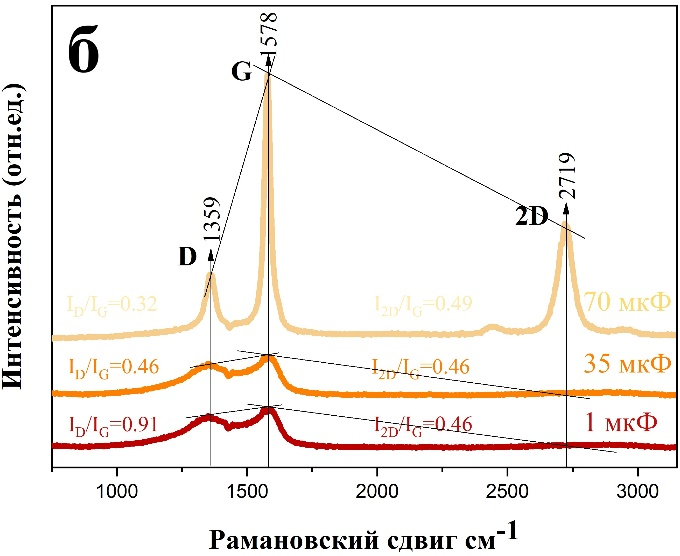 б
1578
G
2719
1359
2D
D
I_D/I_G=0.32
I_2D/I_G=0.49
70 мкФ
I_D/I_G=0.46
I_2D/I_G=0.46
35 мкФ
I_D/I_G=0.91
I_2D/I_G=0.46
1 мкФ
Интенсивность (отн.ед.)
1000
1500
2000
2500
3000
Рамановский сдвиг см⁻¹